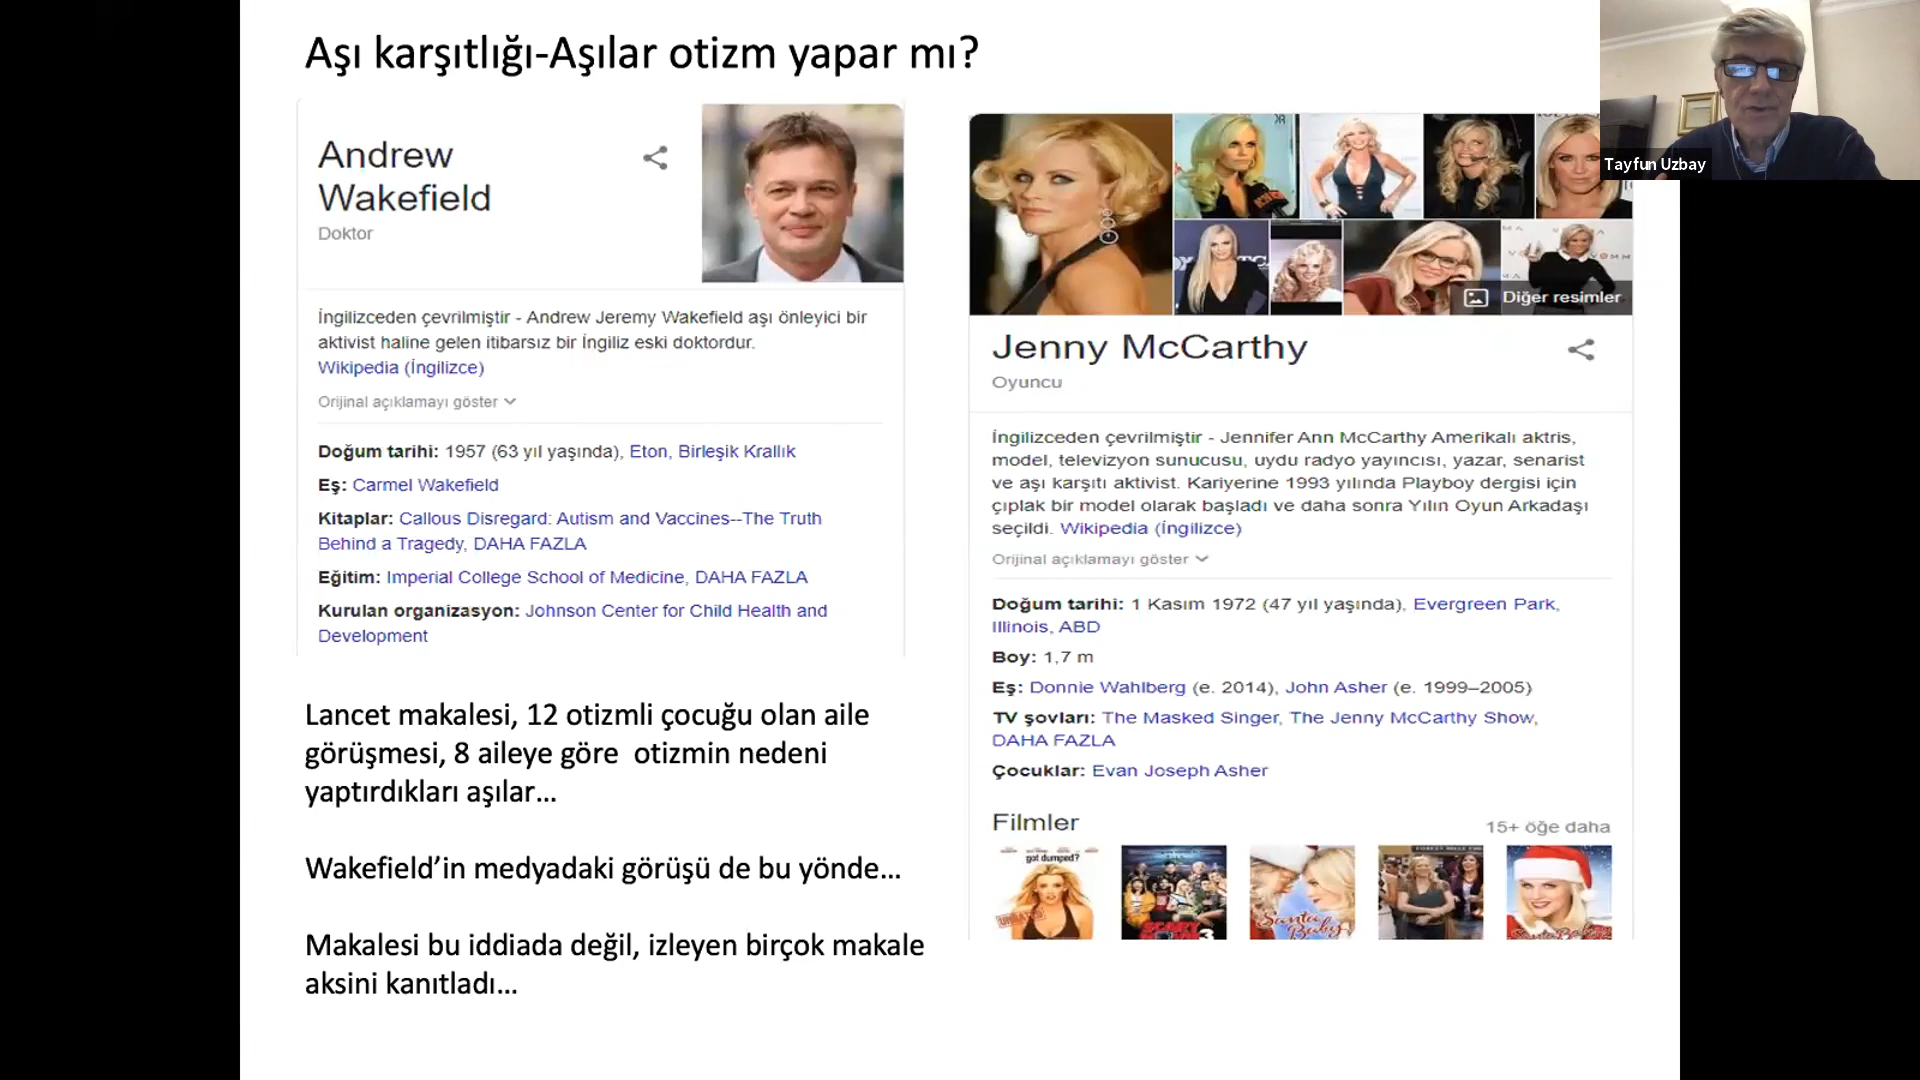 Aşı karşıtlığı-Aşılar otizm yapar mı?
Andrew
Wakefield
Doktor
İngilizceden çevrilmiştir - Andrew Jeremy Wakefield aşı önleyici bir
aktivist haline gelen itibarsız bir İngiliz eski doktordur.
Wikipedia (İngilizce)
Orijinal açıklamayı göster
Doğum tarihi: 1957 (63 yıl yaşında), Eton, Birleşik Krallık
Eş: Carmel Wakefield
Kitaplar: Callous Disregard: Autism and Vaccines--The Truth
Behind a Tragedy, DAHA FAZLA
Eğitim: Imperial College School of Medicine, DAHA FAZLA
Kurulan organizasyon: Johnson Center for Child Health and
Development
Lancet makalesi, 12 otizmli çocuğu olan aile
görüşmesi, 8 aileye göre  otizmin nedeni
yaptırdıkları aşılar…
Wakefield’in medyadaki görüşü de bu yönde…
Makalesi bu iddiada değil, izleyen birçok makale
aksini kanıtladı…
Diğer resimler
Jenny McCarthy
Oyuncu
İngilizceden çevrilmiştir - Jennifer Ann McCarthy Amerikalı aktris,
model, televizyon sunucusu, uydu radyo yayıncısı, yazar, senarist
ve aşı karşıtı aktivist. Kariyerine 1993 yılında Playboy dergisi için
çıplak bir model olarak başladı ve daha sonra Yılın Oyun Arkadaşı
seçildi. Wikipedia (İngilizce)
Orijinal açıklamayı göster
Doğum tarihi: 1 Kasım 1972 (47 yıl yaşında), Evergreen Park,
Illinois, ABD
Boy: 1,7 m
Eş: Donnie Wahlberg (e. 2014), John Asher (e. 1999–2005)
TV şovları: The Masked Singer, The Jenny McCarthy Show,
DAHA FAZLA
Çocuklar: Evan Joseph Asher
Filmler
15+ öğe daha
got dumped?
Santa
Baby
Tayfun Uzbay